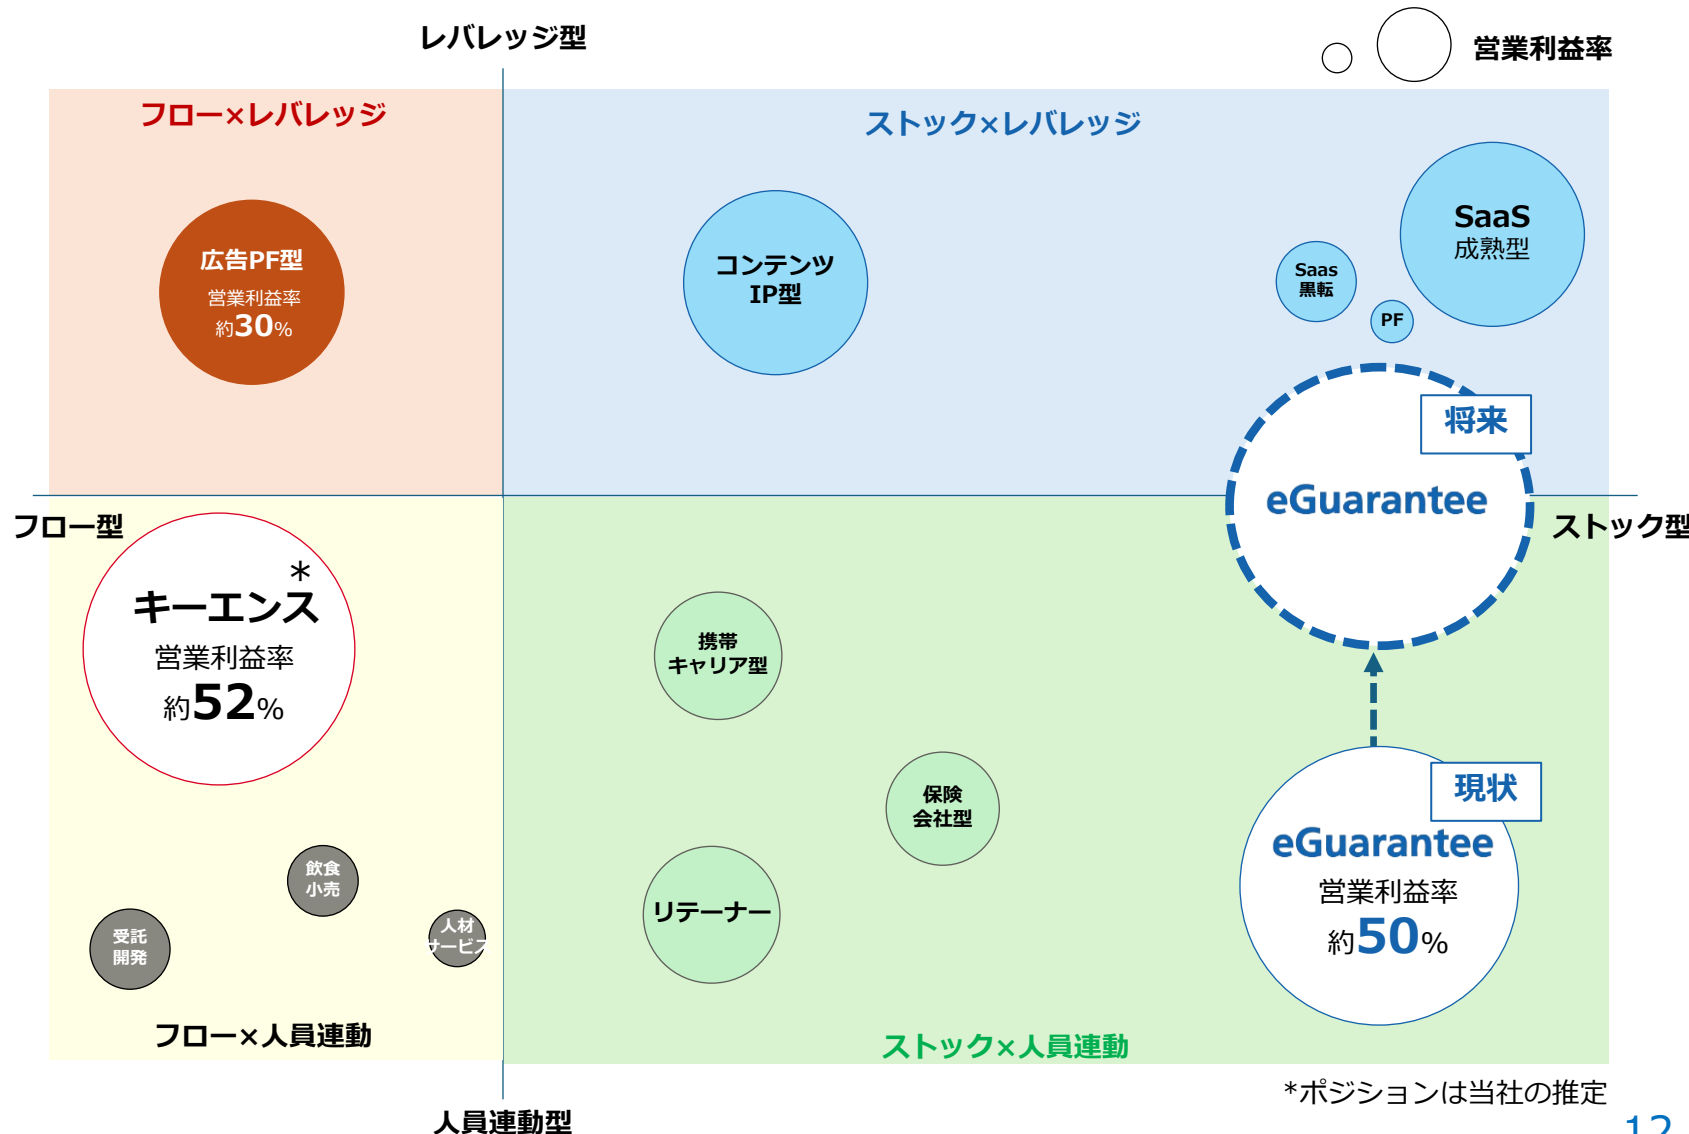 レバレッジ型
営業利益率
フロー×レバレッジ
ストック×レバレッジ
広告PF型
営業利益率
約30%
コンテンツ
IP型
Saas
黒転
PF
SaaS
成熟型
将来
eGuarantee
フロー型
ストック型
*
キーエンス
営業利益率
約52%
携帯
キャリア型
保険
会社型
リテーナー
現状
eGuarantee
営業利益率
約50%
飲食
小売
受託
開発
人材
サービス
フロー×人員連動
ストック×人員連動
*ポジションは当社の推定
人員連動型
12